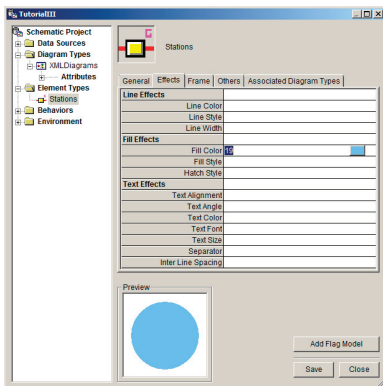 TutorialIII
Schematic Project
Data Sources
Diagram Types
XMLDiagrams
Attributes
Element Types
Stations
Behaviors
Environment
Stations
General Effects Frame Others Associated Diagram Types
Line Effects
Line Color
Line Style
Line Width
Fill Effects
Fill Color 19
Fill Style
Hatch Style
Text Effects
Text Alignment
Text Angle
Text Color
Text Font
Text Size
Separator
Inter Line Spacing
Preview
Add Flag Model
Save Close